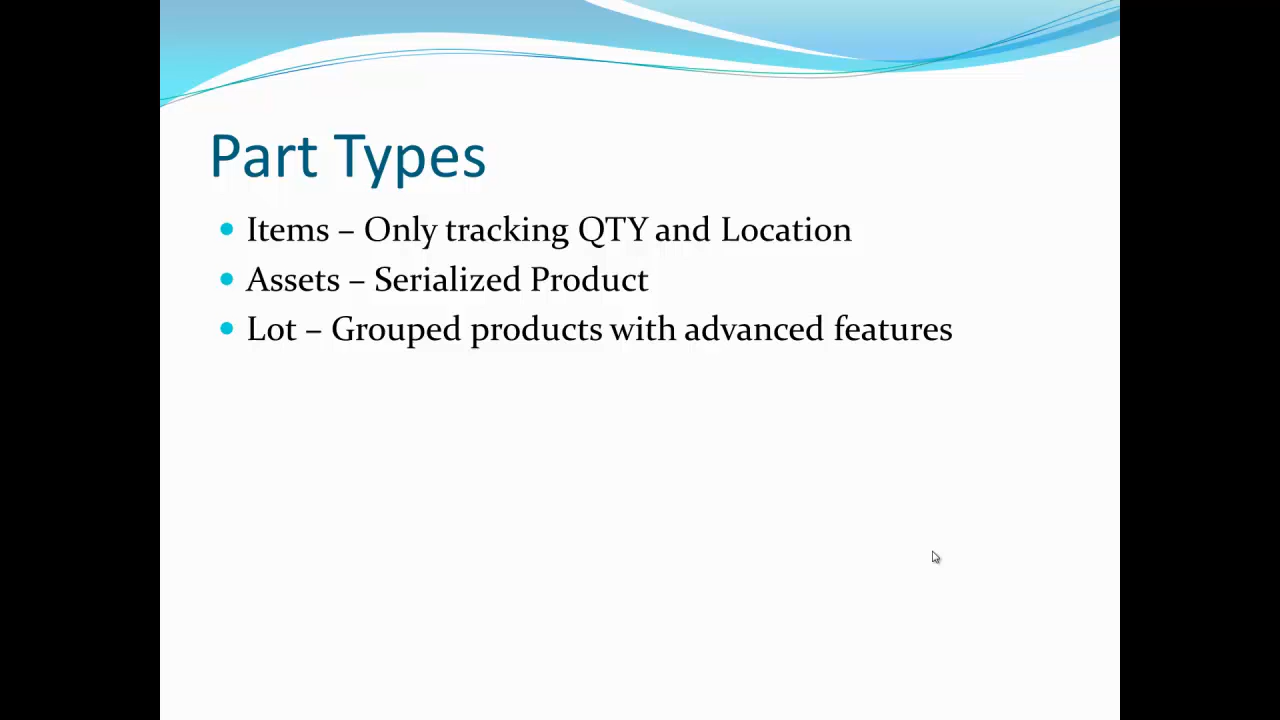 Part Types
• Items – Only tracking QTY and Location
• Assets – Serialized Product
• Lot – Grouped products with advanced features